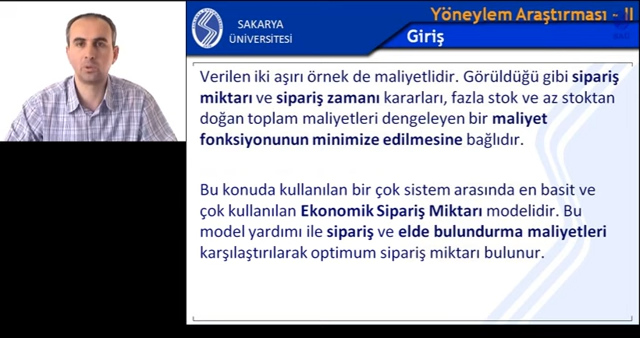 SAKARYA
ÜNİVERSİTESİ
Yöneylem Araştırması - II
Giriş
Verilen iki aşırı örnek de maliyetlidir. Görüldüğü gibi sipariş
miktarı ve sipariş zamanı kararları, fazla stok ve az stoktan
doğan toplam maliyetleri dengeleyen bir maliyet
fonksiyonunun minimize edilmesine bağlıdır.
Bu konuda kullanılan bir çok sistem arasında en basit ve
çok kullanılan Ekonomik Sipariş Miktarı modelidir. Bu
model yardımı ile sipariş ve elde bulundurma maliyetleri
karşılaştırılarak optimum sipariş miktarı bulunur.